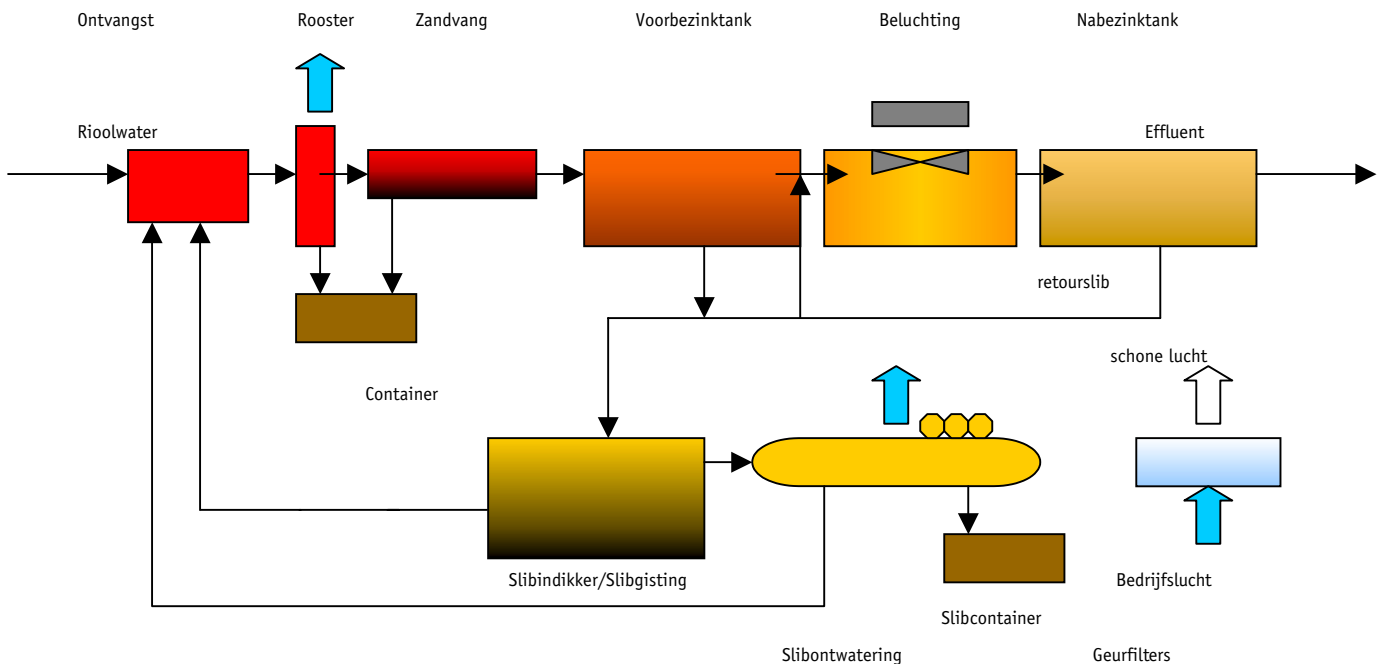 Ontvangst
Rooster
Zandvang
Voorbezinktank
Beluchting
Nabezinktank
Rioolwater
Effluent
retourslib
schone lucht
Container
Slibindikker/Slibgisting
Bedrijfslucht
Slibcontainer
Slibontwatering
Geurfilters